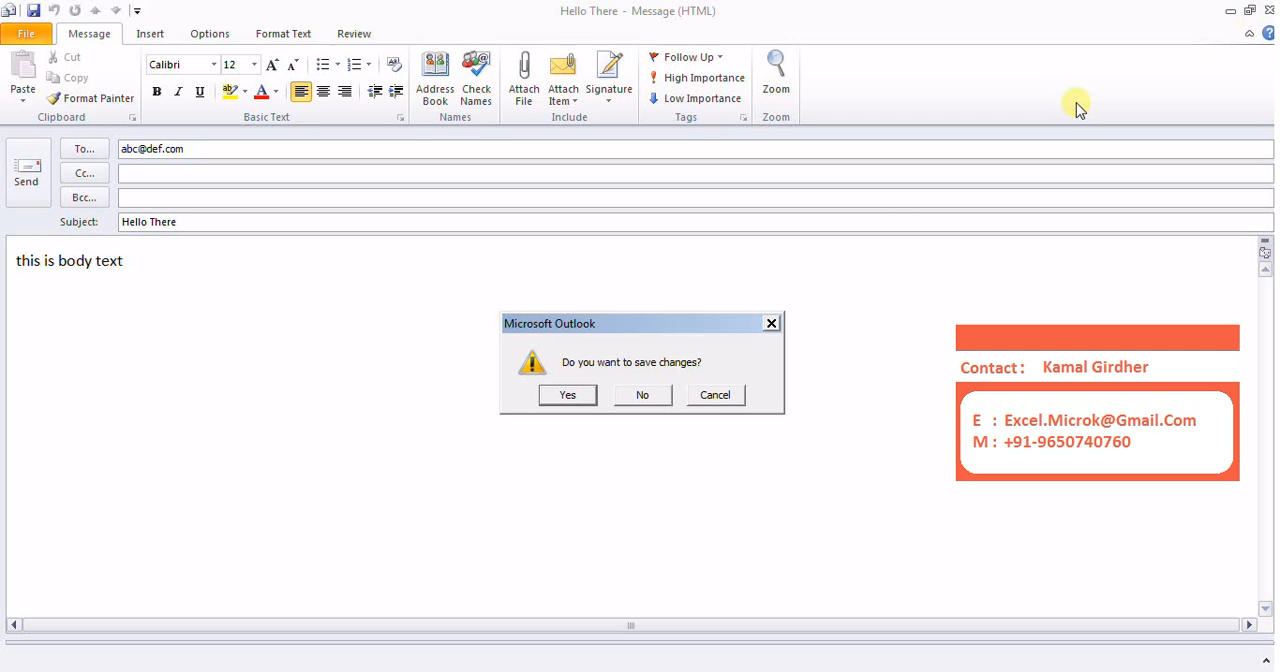 Hello There - Message (HTML)
File Message Insert Options Format Text Review
Paste
Cut
Copy
Format Painter
Clipboard
Calibri 12
B I U
Basic Text
Address Book
Check Names
Names
Attach File
Attach Item
Signature
Include
Follow Up
High Importance
Low Importance
Tags
Zoom
Zoom
Send
To... abc@def.com
Cc...
Bcc...
Subject: Hello There
this is body text
Microsoft Outlook
Do you want to save changes?
Yes No Cancel
Contact : Kamal Girdher
E : Excel.Microk@Gmail.Com
M : +91-9650740760